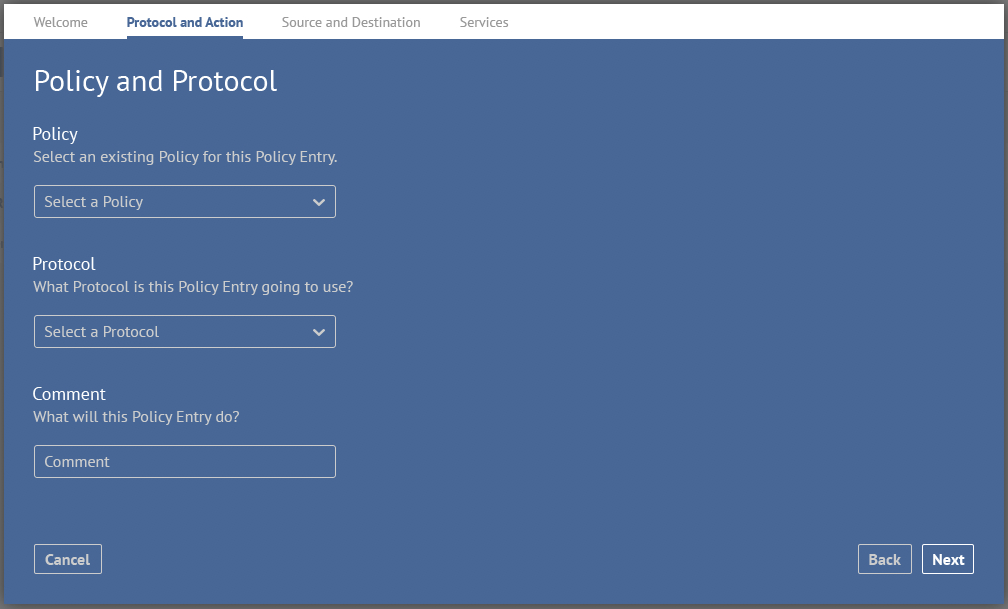 Welcome Protocol and Action Source and Destination Services
Policy and Protocol
Policy
Select an existing Policy for this Policy Entry.
Select a Policy
Protocol
What Protocol is this Policy Entry going to use?
Select a Protocol
Comment
What will this Policy Entry do?
Comment
Cancel Back Next